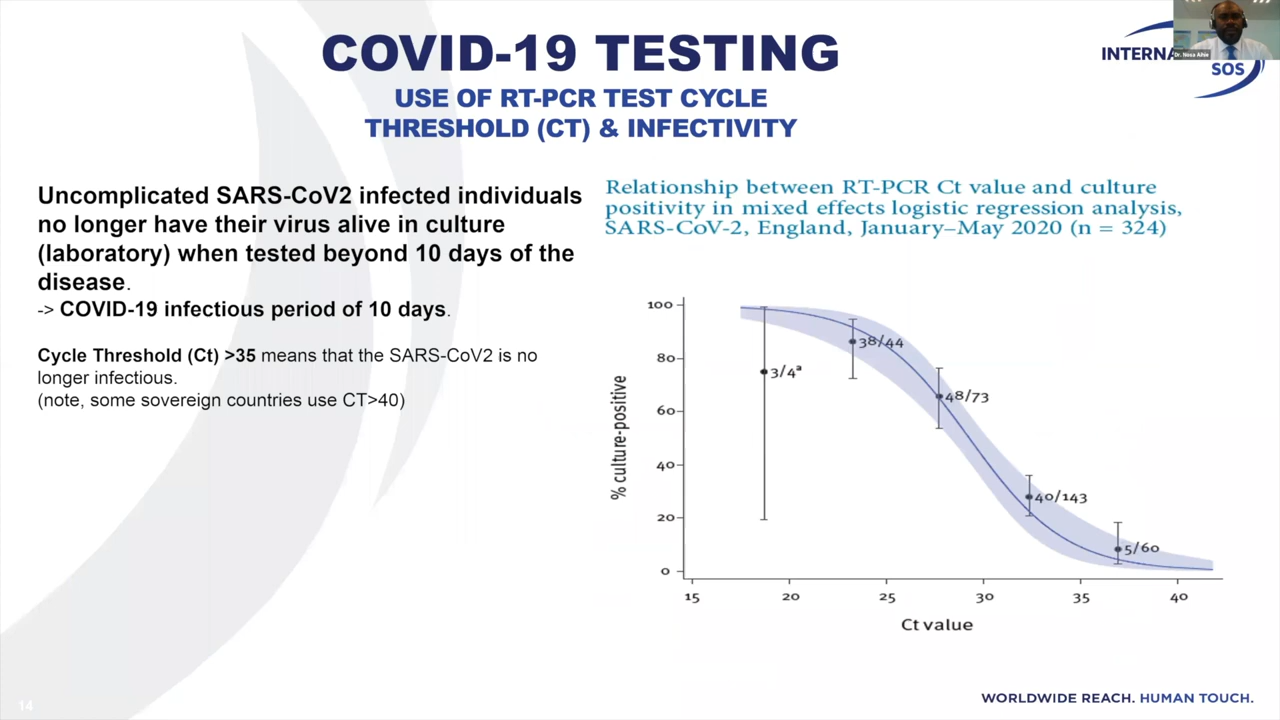 COVID-19 TESTING
USE OF RT-PCR TEST CYCLE
THRESHOLD (CT) & INFECTIVITY
INTERNA
SOS
Uncomplicated SARS-CoV2 infected individuals
no longer have their virus alive in culture
(laboratory) when tested beyond 10 days of the
disease.
-> COVID-19 infectious period of 10 days.
Cycle Threshold (Ct) >35 means that the SARS-CoV2 is no
longer infectious.
(note, some sovereign countries use CT>40)
Relationship between RT-PCR Ct value and culture
positivity in mixed effects logistic regression analysis,
SARS-CoV-2, England, January–May 2020 (n = 324)
% culture-positive
100
80
60
40
20
0
3/4ª
38/44
48/73
40/143
5/60
15 20 25 30 35 40
Ct value
14
WORLDWIDE REACH. HUMAN TOUCH.